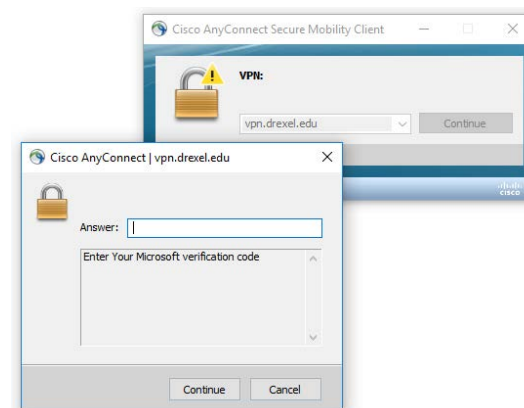 Cisco AnyConnect Secure Mobility Client
VPN:
vpn.drexel.edu
Continue
cisco
Cisco AnyConnect | vpn.drexel.edu
Answer:
Enter Your Microsoft verification code
Continue Cancel